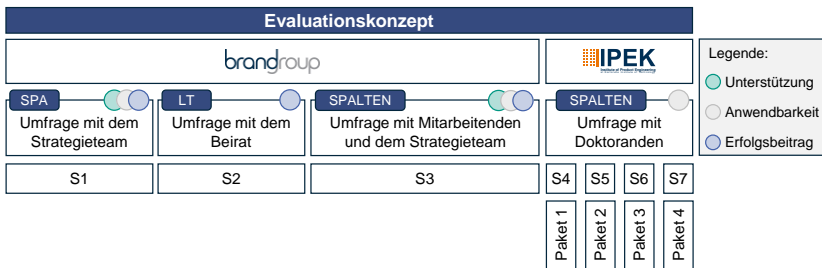 Evaluationskonzept
brandgroup
IPEK
Institute of Product Engineering
Legende:
Unterstützung
Anwendbarkeit
Erfolgsbeitrag
SPA
Umfrage mit dem
Strategieteam
LT
Umfrage mit dem
Beirat
SPALTEN
Umfrage mit Mitarbeitenden
und dem Strategieteam
SPALTEN
Umfrage mit
Doktoranden
S1
S2
S3
S4
S5
S6
S7
Paket 1
Paket 2
Paket 3
Paket 4